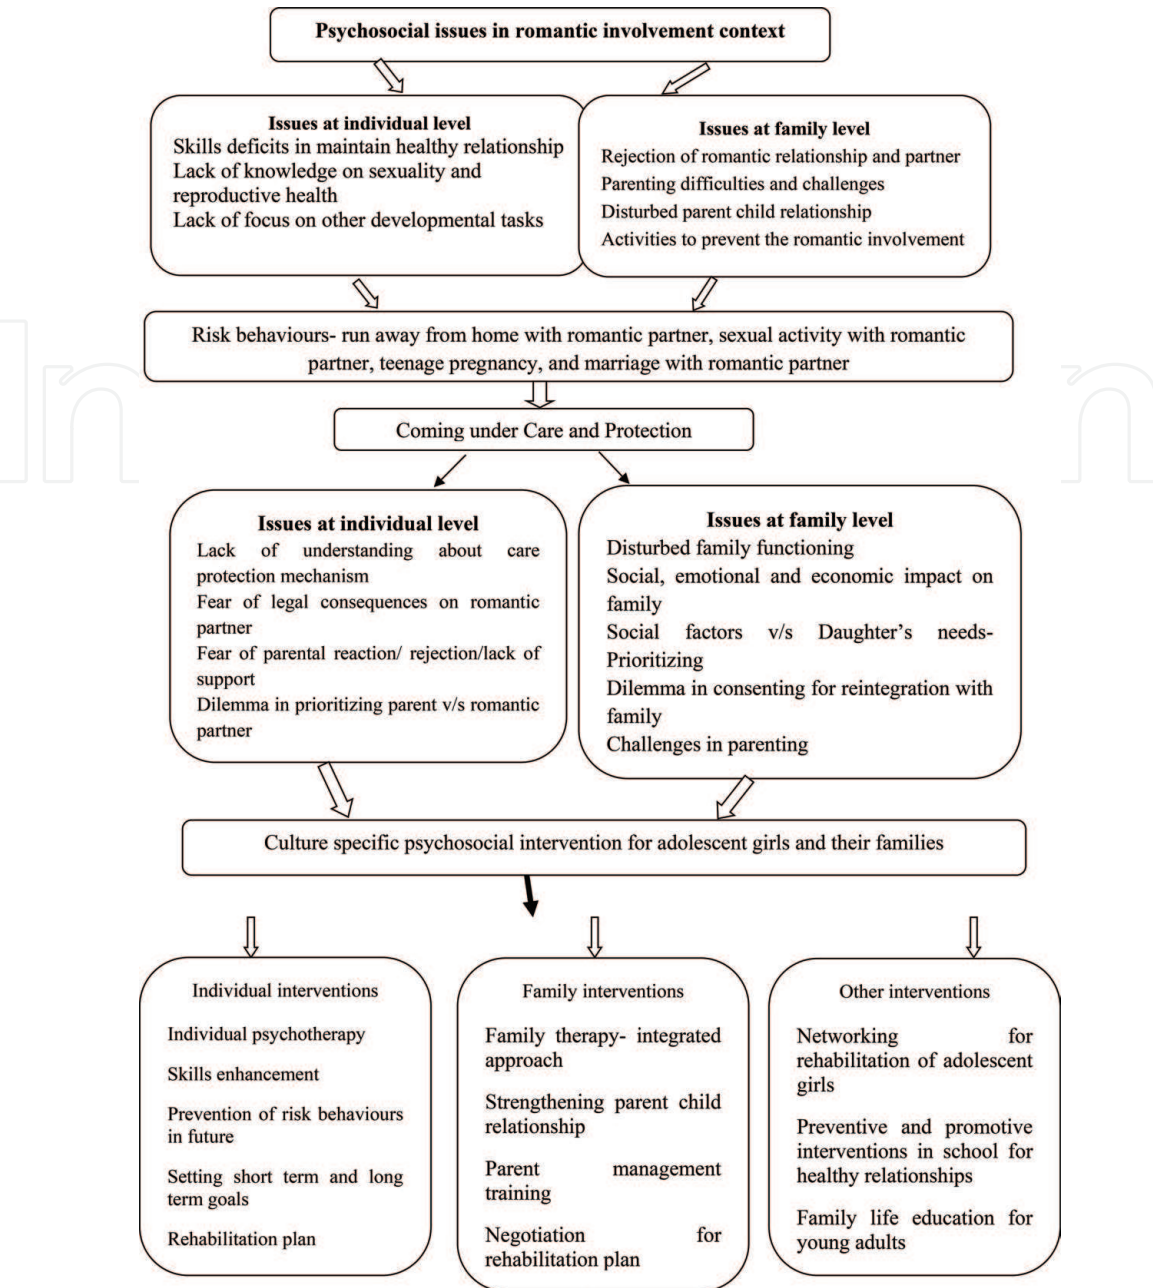 Psychosocial issues in romantic involvement context
Issues at individual level
Skills deficits in maintain healthy relationship
Lack of knowledge on sexuality and
reproductive health
Lack of focus on other developmental tasks
Issues at family level
Rejection of romantic relationship and partner
Parenting difficulties and challenges
Disturbed parent child relationship
Activities to prevent the romantic involvement
Risk behaviours- run away from home with romantic partner, sexual activity with romantic
partner, teenage pregnancy, and marriage with romantic partner
Coming under Care and Protection
Issues at individual level
Lack of understanding about care
protection mechanism
Fear of legal consequences on romantic
partner
Fear of parental reaction/ rejection/lack of
support
Dilemma in prioritizing parent v/s romantic
partner
Issues at family level
Disturbed family functioning
Social, emotional and economic impact on
family
Social factors v/s Daughter's needs-
Prioritizing
Dilemma in consenting for reintegration with
family
Challenges in parenting
Culture specific psychosocial intervention for adolescent girls and their families
Individual interventions
Individual psychotherapy
Skills enhancement
Prevention of risk behaviours
in future
Setting short term and long
term goals
Rehabilitation plan
Family interventions
Family therapy- integrated
approach
Strengthening parent child
relationship
Parent management
training
Negotiation for
rehabilitation plan
Other interventions
Networking for
rehabilitation of adolescent
girls
Preventive and promotive
interventions in school for
healthy relationships
Family life education for
young adults